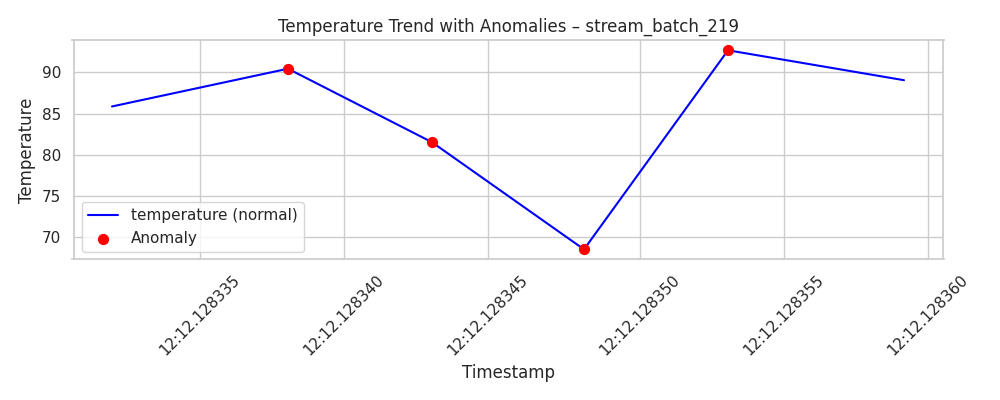 Temperature Trend with Anomalies – stream_batch_219
Temperature
90
85
80
75
70
temperature (normal)
Anomaly
12:12.128335
12:12.128340
12:12.128345
12:12.128350
12:12.128355
12:12.128360
Timestamp